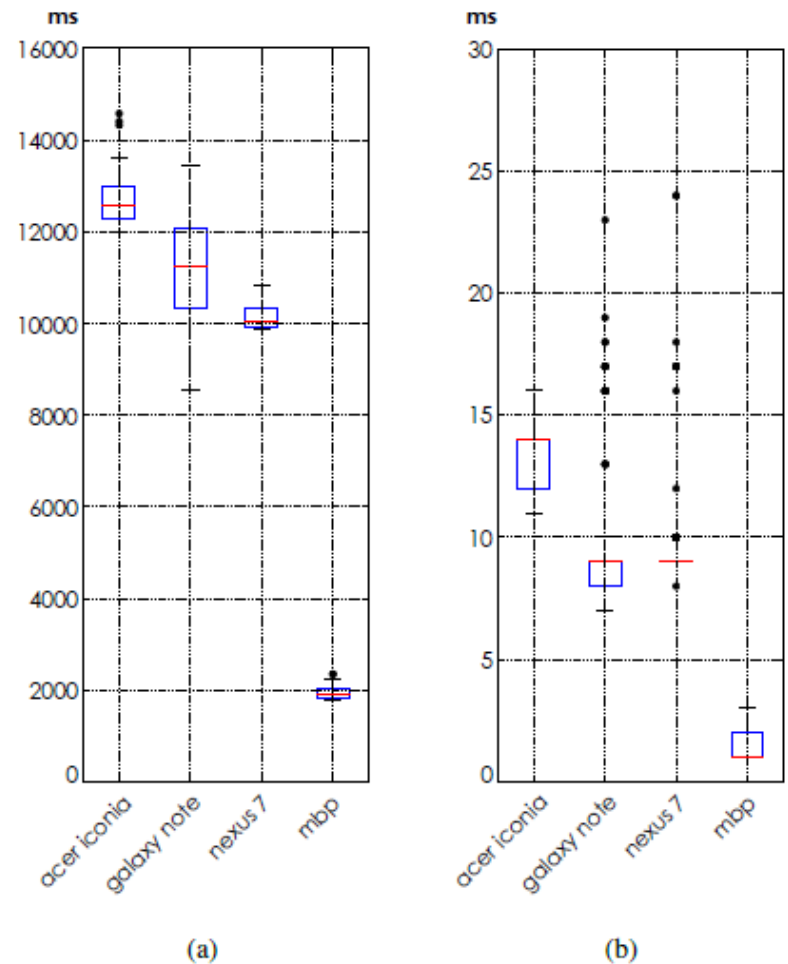 ms
16000
14000
12000
10000
8000
6000
4000
2000
0
acer iconia
galaxy note
nexus 7
mbp
(a)
ms
30
25
20
15
10
5
0
acer iconia
galaxy note
nexus 7
mbp
(b)